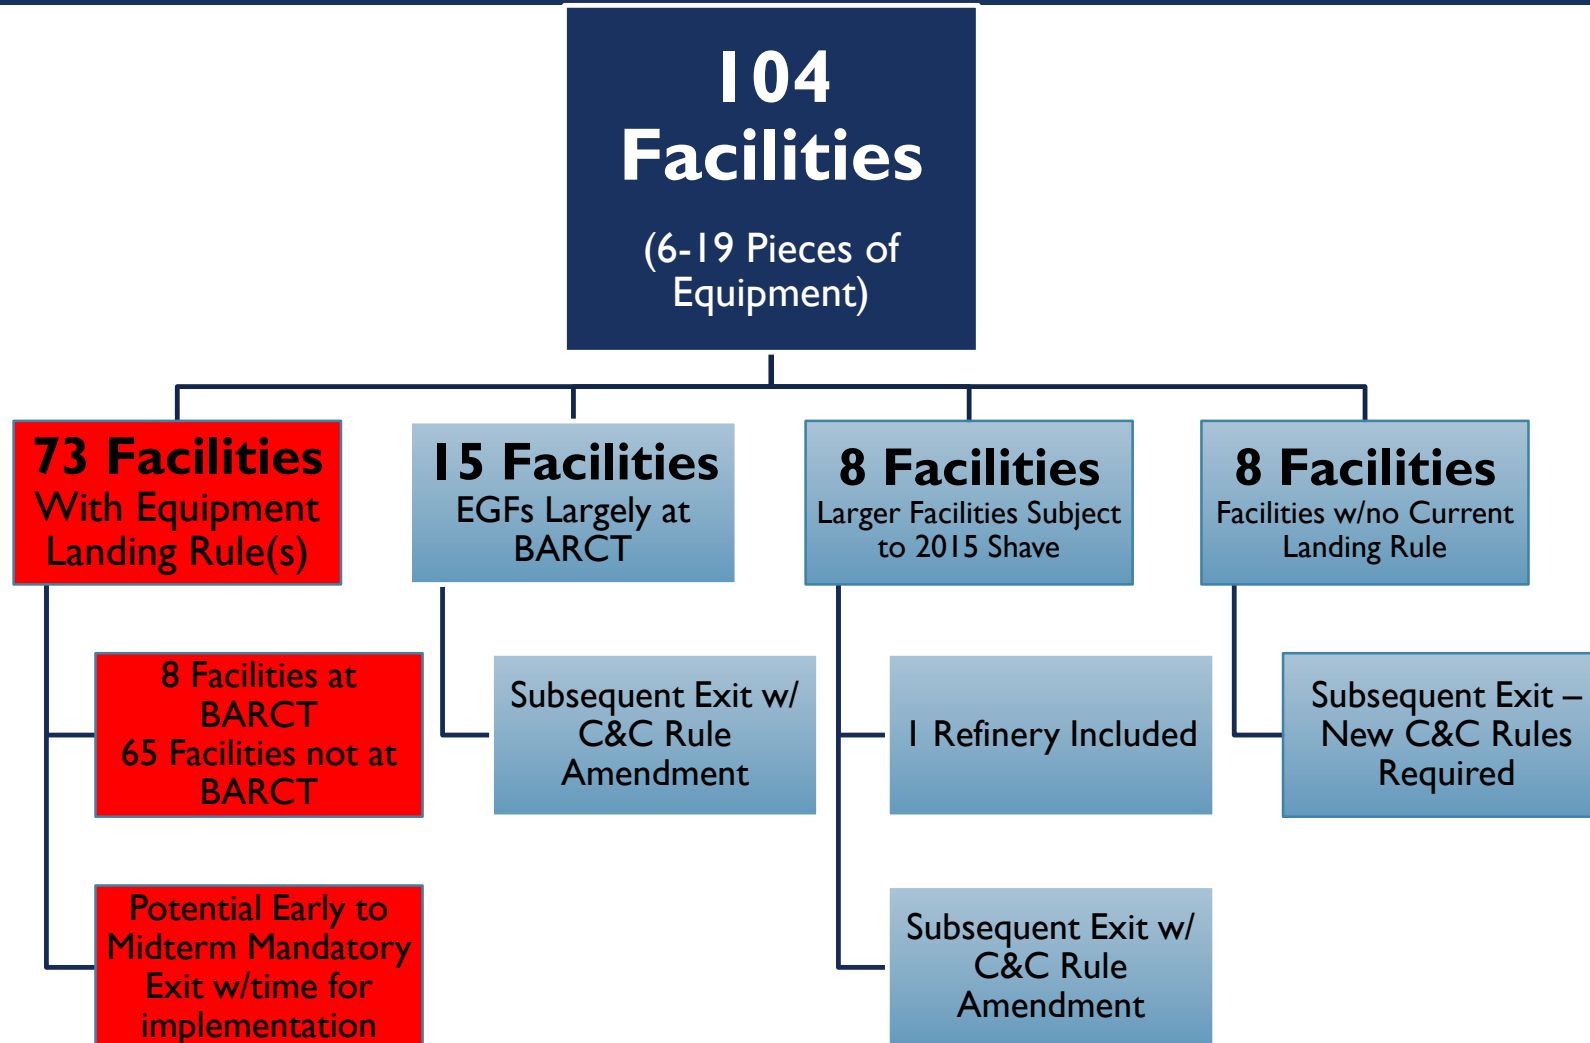 104
Facilities
(6-19 Pieces of
Equipment)
73 Facilities
With Equipment
Landing Rule(s)
8 Facilities at
BARCT
65 Facilities not at
BARCT
Potential Early to
Midterm Mandatory
Exit w/time for
implementation
15 Facilities
EGFs Largely at
BARCT
Subsequent Exit w/
C&C Rule
Amendment
8 Facilities
Larger Facilities Subject
to 2015 Shave
1 Refinery Included
Subsequent Exit w/
C&C Rule
Amendment
8 Facilities
Facilities w/no Current
Landing Rule
Subsequent Exit –
New C&C Rules
Required